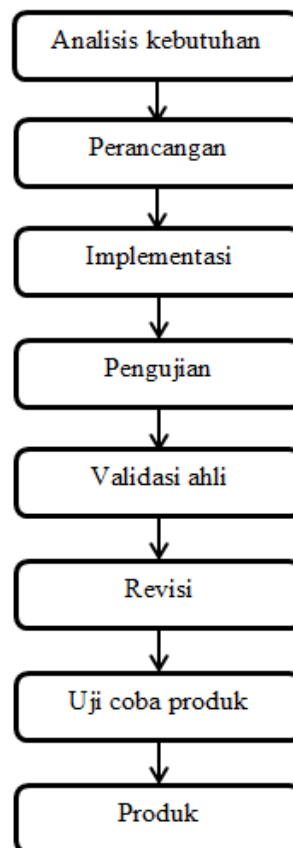 Analisis kebutuhan
Perancangan
Implementasi
Pengujian
Validasi ahli
Revisi
Uji coba produk
Produk